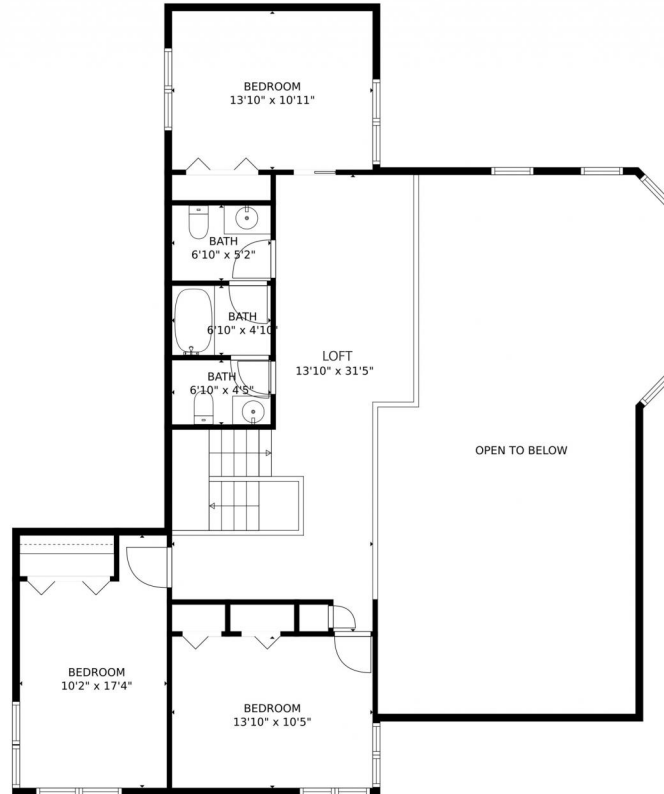 BEDROOM
13'10" x 10'11"
BATH
6'10" x 5'2"
BATH
6'10" x 4'10"
LOFT
13'10" x 31'5"
BATH
6'10" x 4'5"
OPEN TO BELOW
BEDROOM
10'2" x 17'4"
BEDROOM
13'10" x 10'5"